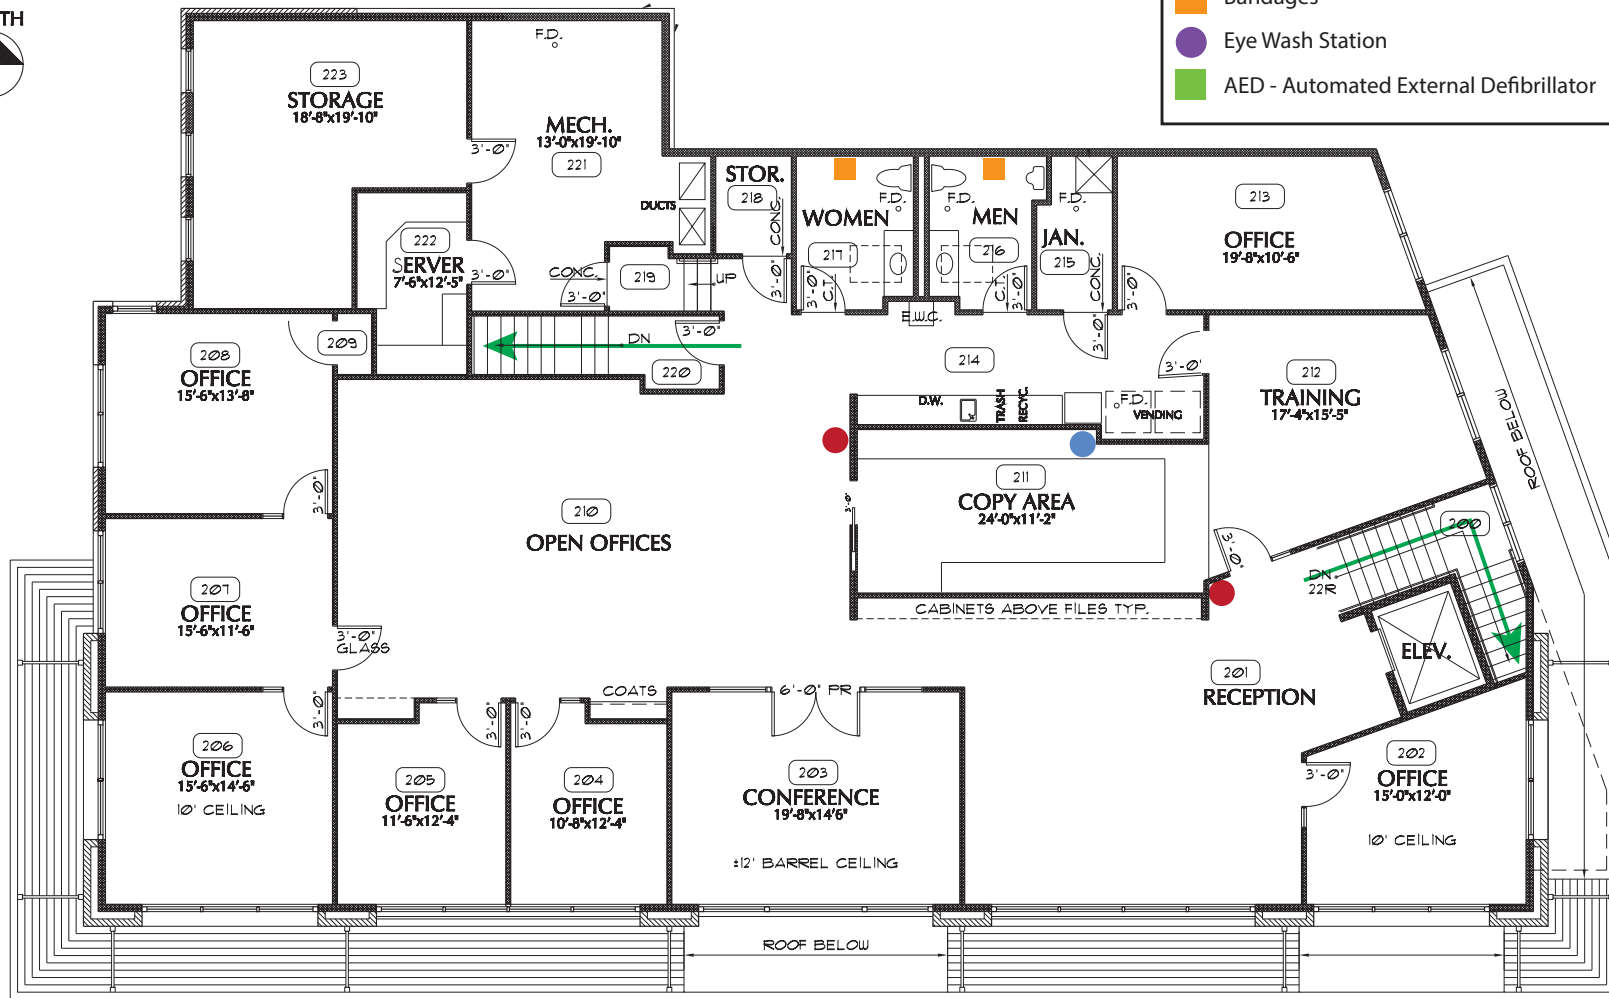 TH
Bandages
Eye Wash Station
AED - Automated External Defibrillator
F.D.
223
STORAGE
18'-8"x19'-10"
MECH.
13'-0"x19'-10"
221
3'-0"
DUCTS
STOR.
218
CONC.
WOMEN
217
F.D.
F.D.
MEN
216
F.D.
JAN.
215
CONC.
213
OFFICE
19'-8"x10'-6"
222
SERVER
7'-6"x12'-5"
3'-0"
CONC.
3'-0"
219
UP
3'-0"
3'-0"
C.T.
E.W.C.
C.T.
3'-0"
3'-0"
3'-0"
208
OFFICE
15'-6"x13'-8"
209
DN
3'-0"
220
214
3'-0"
212
TRAINING
17'-4"x15'-5"
D.W.
TRASH
RECYC.
F.D.
VENDING
ROOF BELOW
3'-0"
210
OPEN OFFICES
3'-0"
211
COPY AREA
24'-0"x11'-2"
200
3'-0"
DN
22R
207
OFFICE
15'-6"x11'-6"
3'-0"
GLASS
CABINETS ABOVE FILES TYP.
ELEV.
201
RECEPTION
COATS
6'-0" PR
3'-0"
3'-0"
3'-0"
206
OFFICE
15'-6"x14'-6"
10' CEILING
205
OFFICE
11'-6"x12'-4"
204
OFFICE
10'-8"x12'-4"
203
CONFERENCE
19'-8"x14'6"
±12' BARREL CEILING
202
OFFICE
15'-0"x12'-0"
3'-0"
10' CEILING
ROOF BELOW